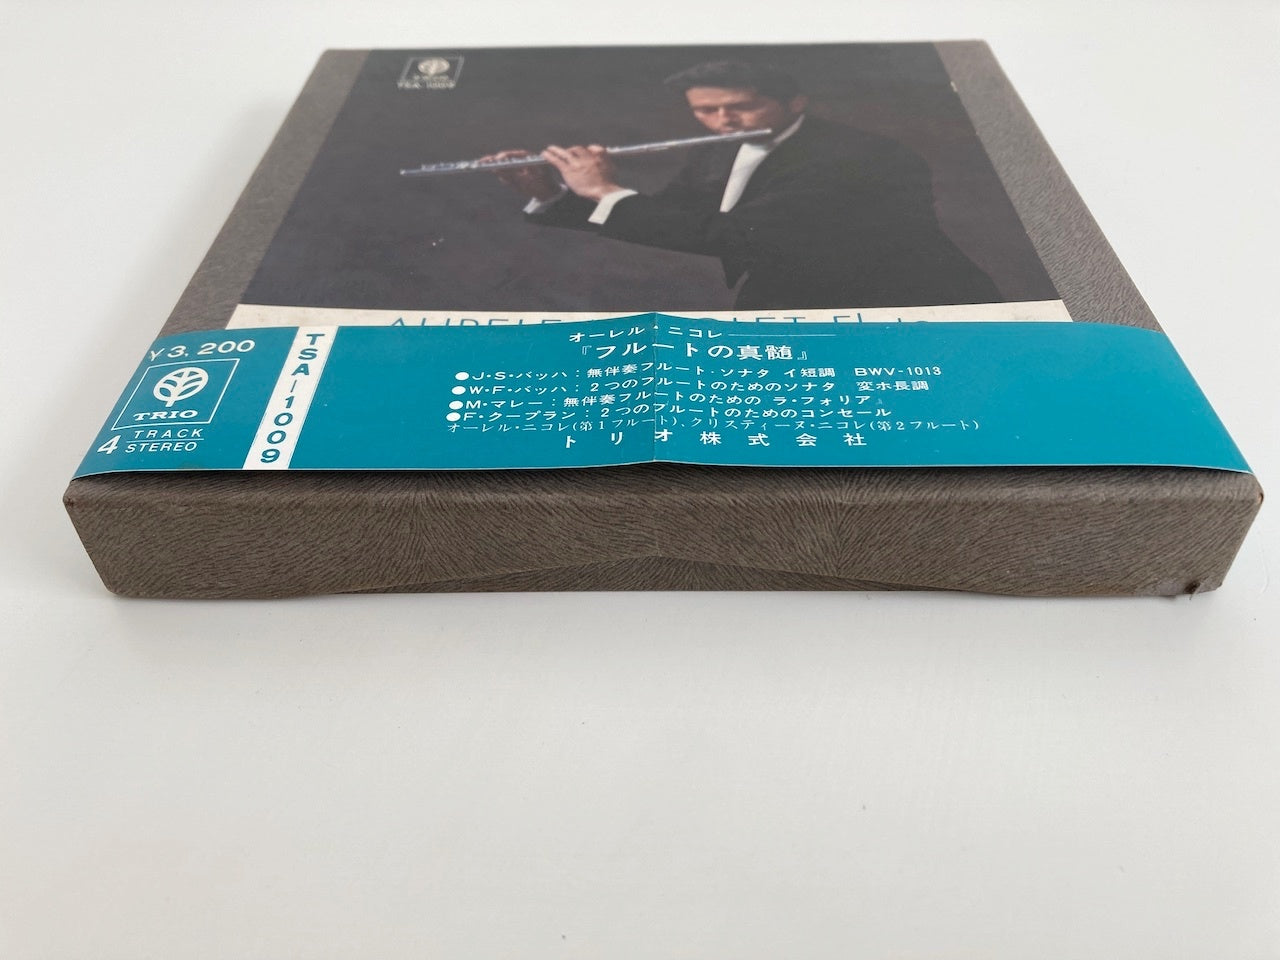 TRIO
TSA-1009
¥3,200
TRIO
4 TRACK STEREO
TSA-1009
オーレル・ニコレ
『フルートの真髄』
●J・S・バッハ：無伴奏フルート・ソナタ イ短調 BWV-1013
●W・F・バッハ：2つのフルートのためのソナタ 変ホ長調
●M・マレー：無伴奏フルートのための ラ・フォリア
●F・クープラン：2つのフルートのためのコンセール
オーレル・ニコレ(第1フルート)、クリスティーヌ・ニコレ(第2フルート)
トリオ株式会社